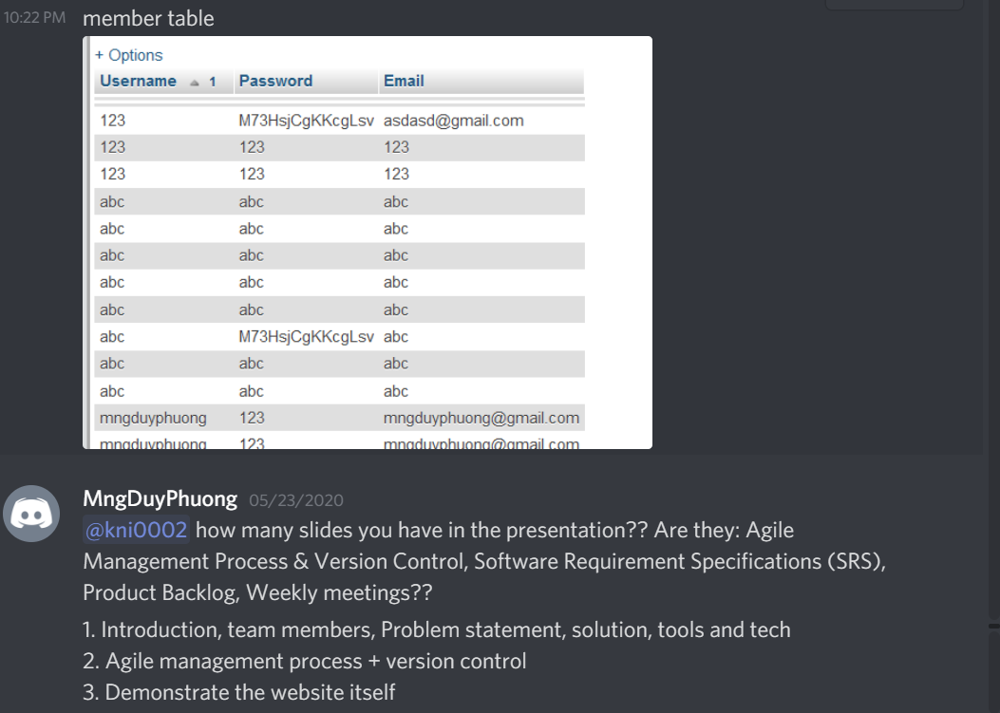 10:22 PM member table
+ Options
Username 1 Password Email
123 M73HsjCgKKcgLsv asdasd@gmail.com
123 123 123
123 123 123
abc abc abc
abc abc abc
abc abc abc
abc abc abc
abc abc abc
abc M73HsjCgKKcgLsv abc
abc abc abc
abc abc abc
mngduyphuong 123 mngduyphuong@gmail.com
mngduyphuong 123 mngduyphuong@gmail.com
MngDuyPhuong 05/23/2020
@kni0002 how many slides you have in the presentation?? Are they: Agile
Management Process & Version Control, Software Requirement Specifications (SRS),
Product Backlog, Weekly meetings??
1. Introduction, team members, Problem statement, solution, tools and tech
2. Agile management process + version control
3. Demonstrate the website itself